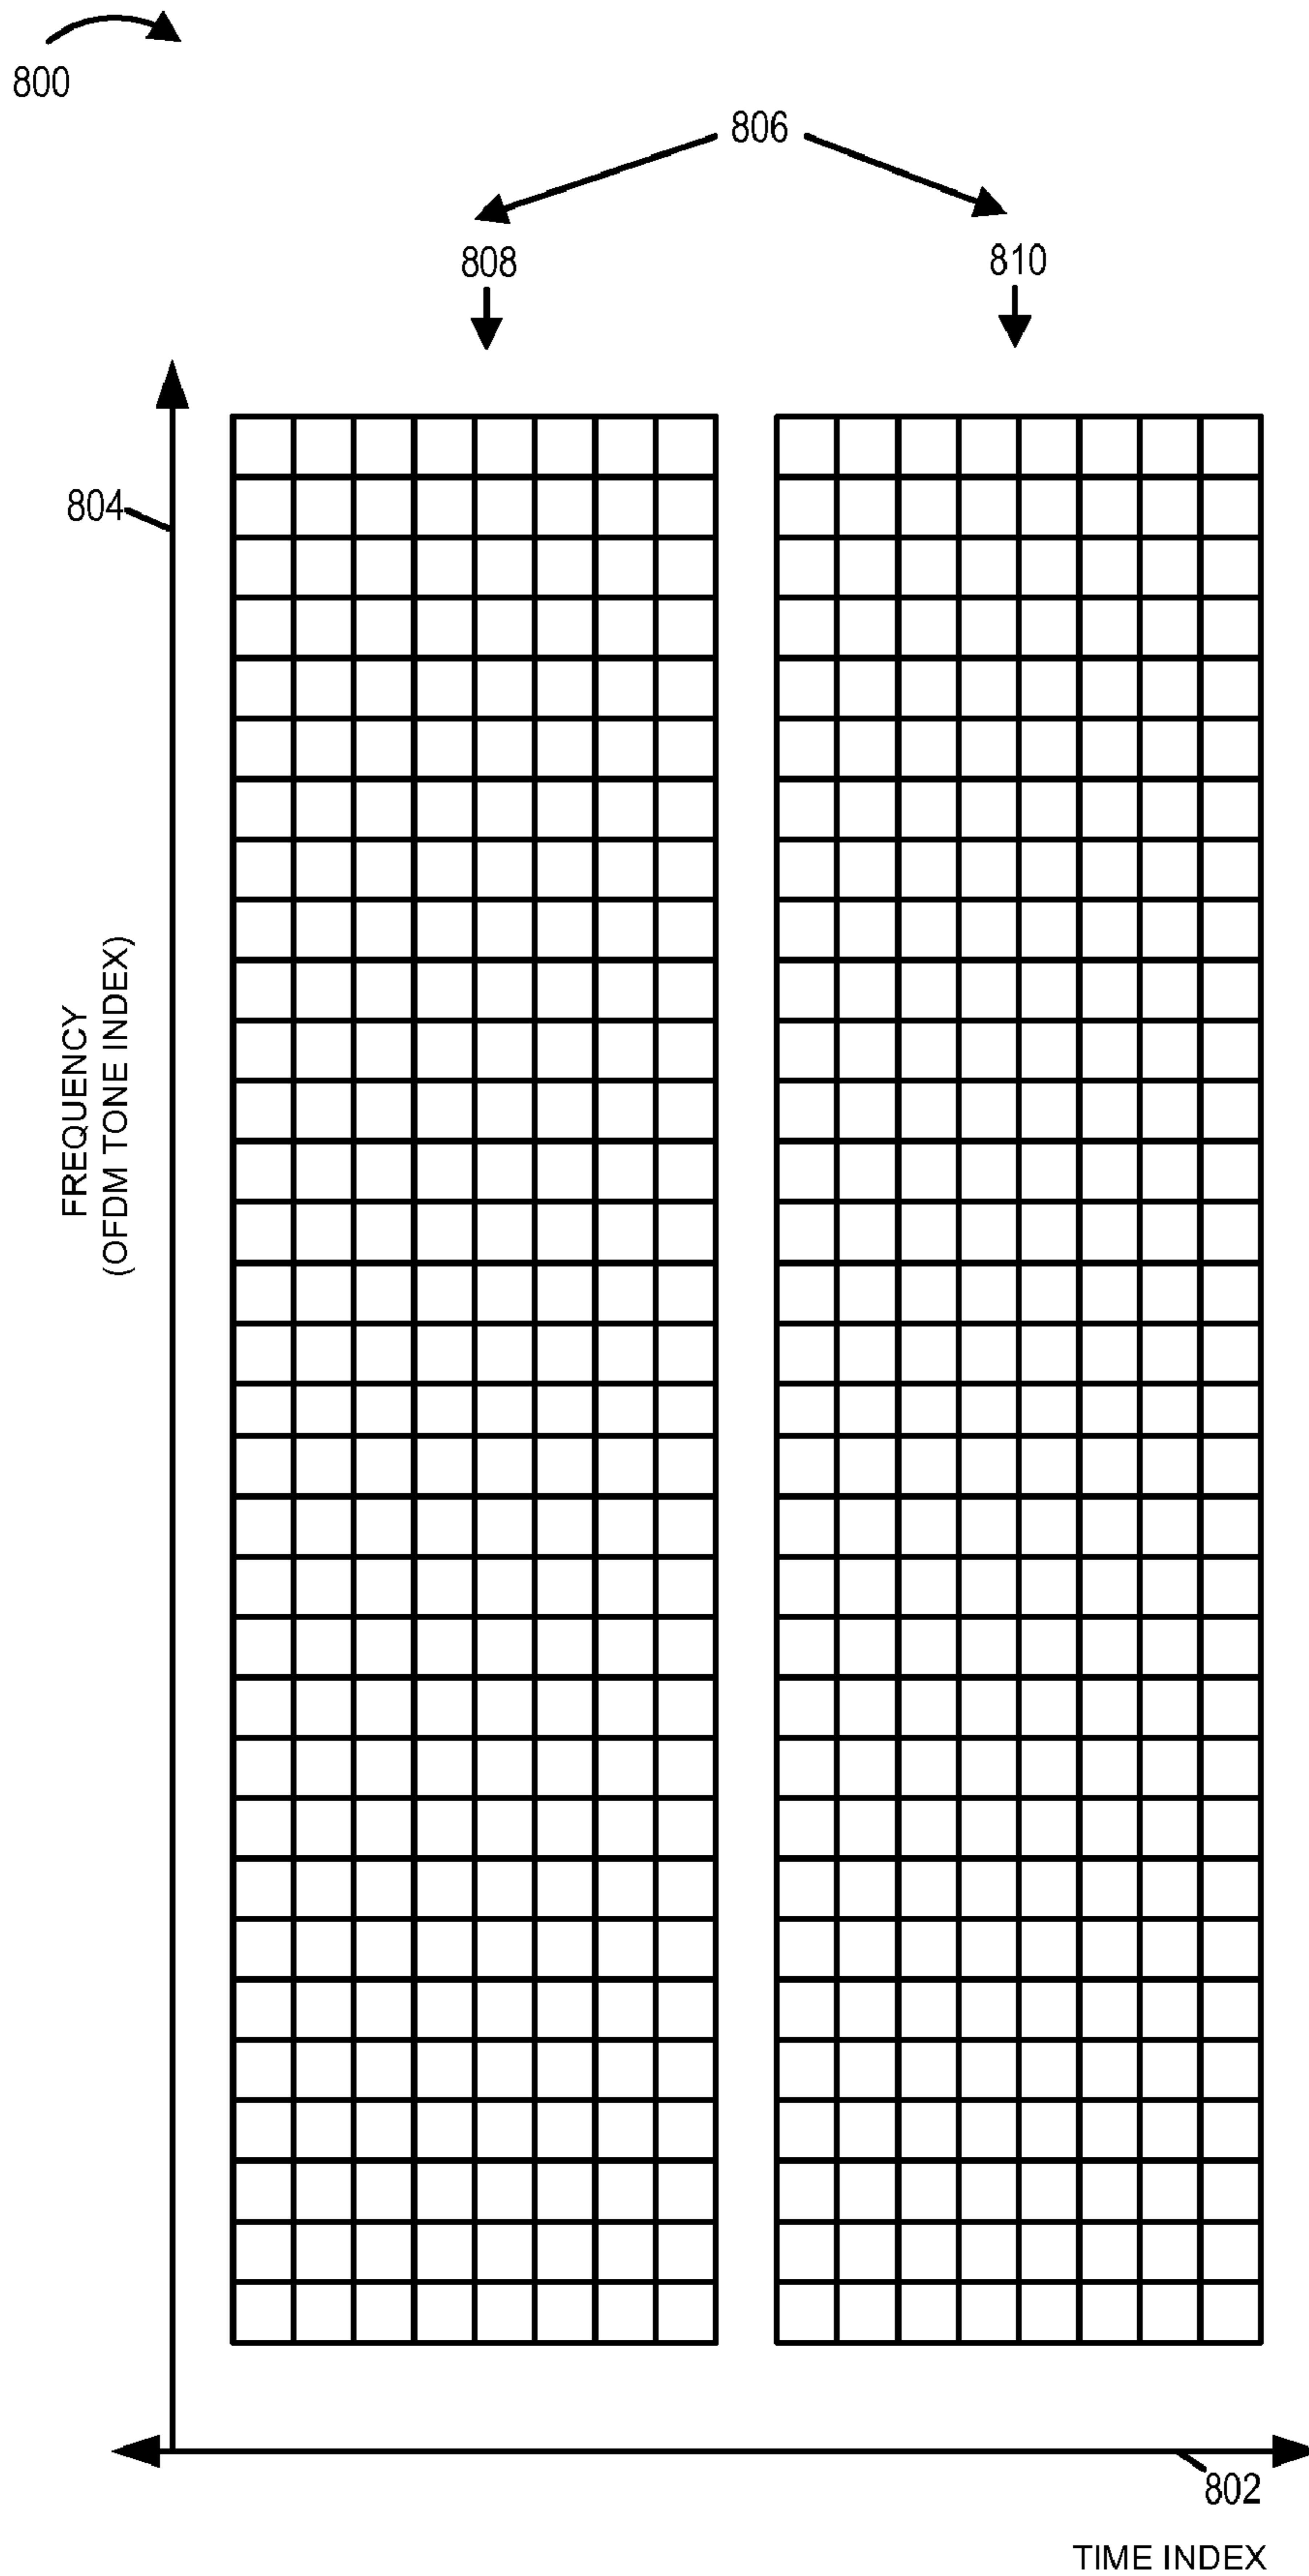 800
806
808
810
804
FREQUENCY
(OFDM TONE INDEX)
802
TIME INDEX